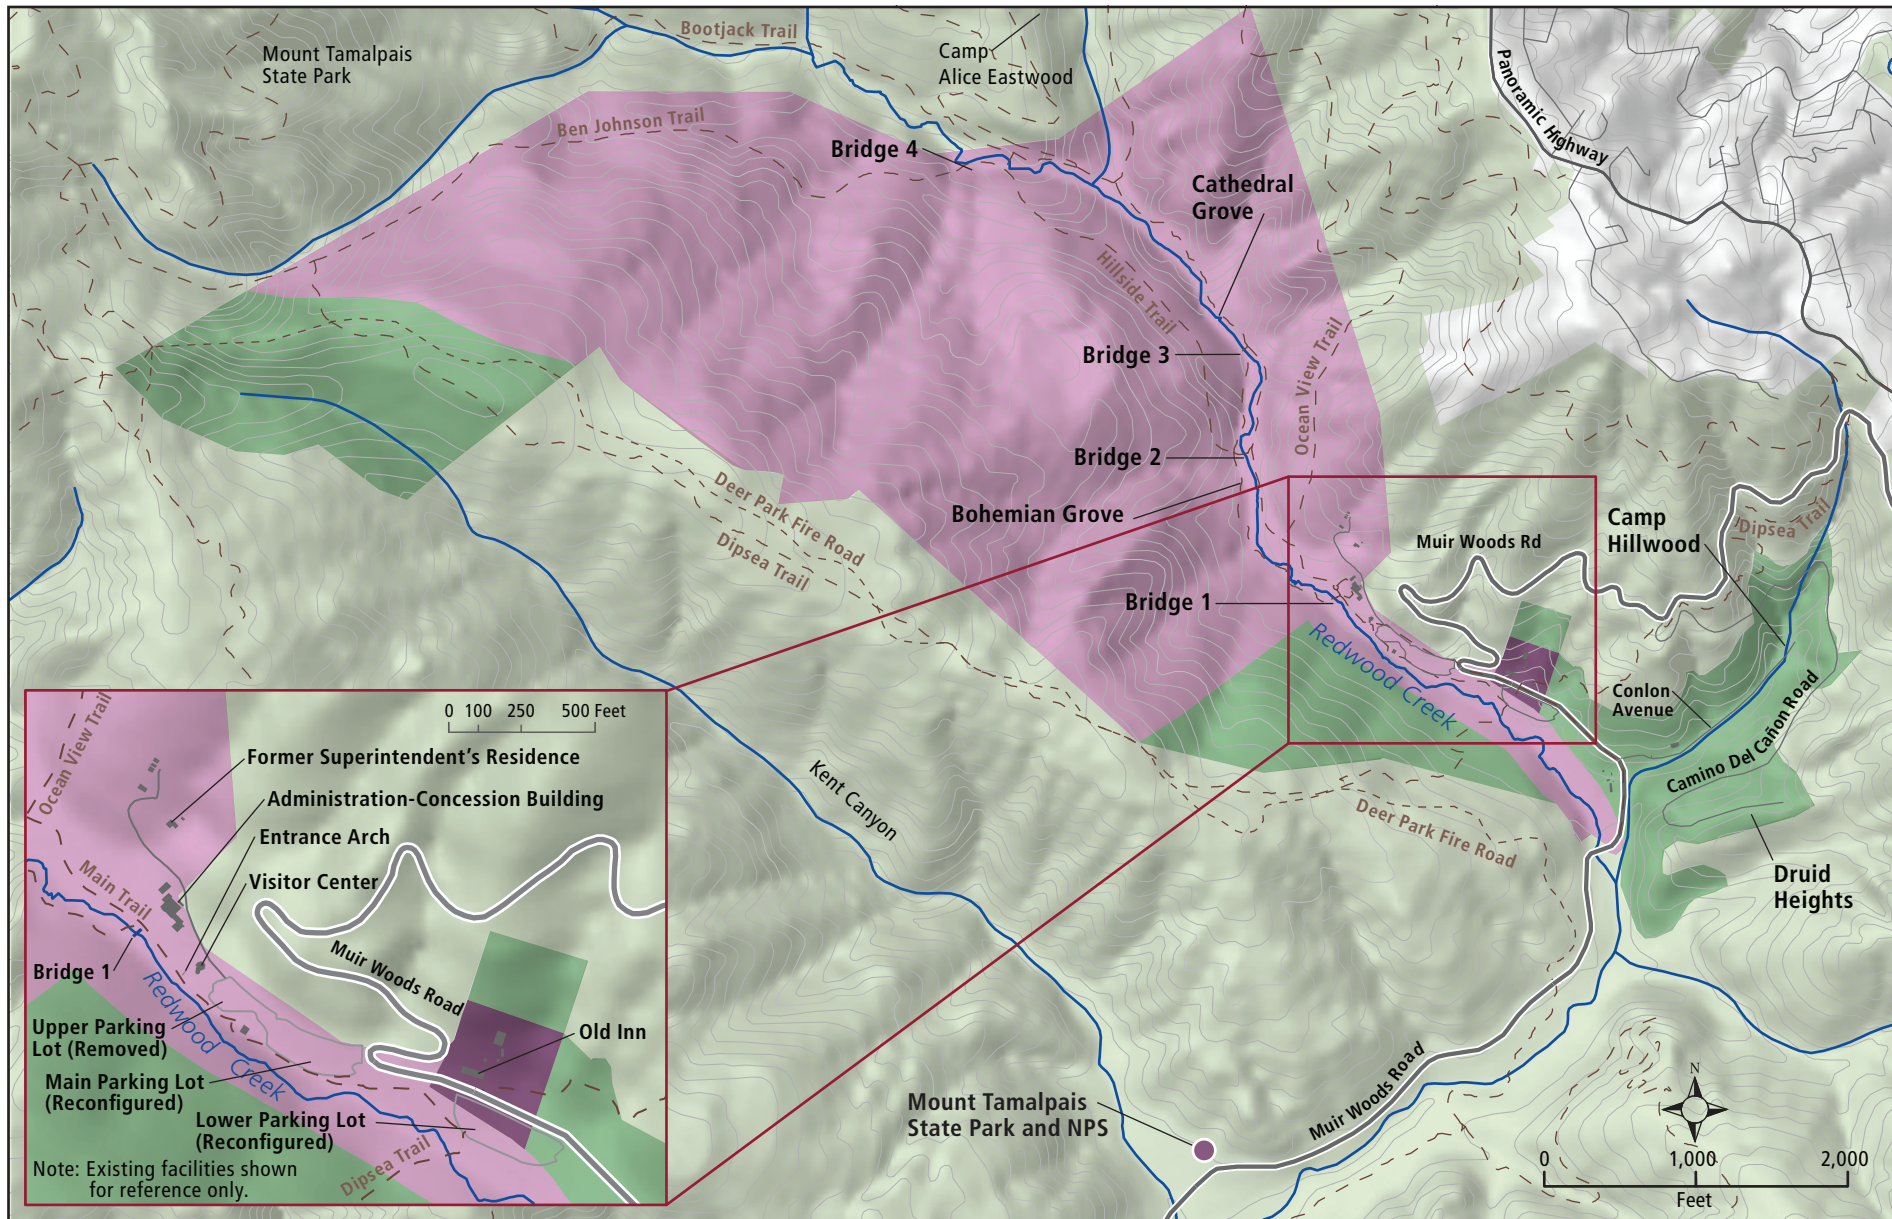 Mount Tamalpais
State Park
Bootjack Trail
Camp
Alice Eastwood
Panoramic Highway
Ben Johnson Trail
Bridge 4
Cathedral
Grove
Hillside Trail
Ocean View Trail
Bridge 3
Bridge 2
Bohemian Grove
Deer Park Fire Road
Dipsea Trail
Muir Woods Rd
Camp
Hillwood
Dipsea Trail
Bridge 1
Redwood Creek
Conlon
Avenue
Camino Del Cañon Road
Kent Canyon
Deer Park Fire Road
Druid
Heights
Mount Tamalpais
State Park and NPS
Muir Woods Road
N
0 1,000 2,000
Feet
0 100 250 500 Feet
Ocean View Trail
Former Superintendent's Residence
Administration-Concession Building
Entrance Arch
Visitor Center
Main Trail
Bridge 1
Muir Woods Road
Redwood Creek
Old Inn
Upper Parking
Lot (Removed)
Main Parking Lot
(Reconfigured)
Lower Parking Lot
(Reconfigured)
Dipsea Trail
Note: Existing facilities shown
for reference only.